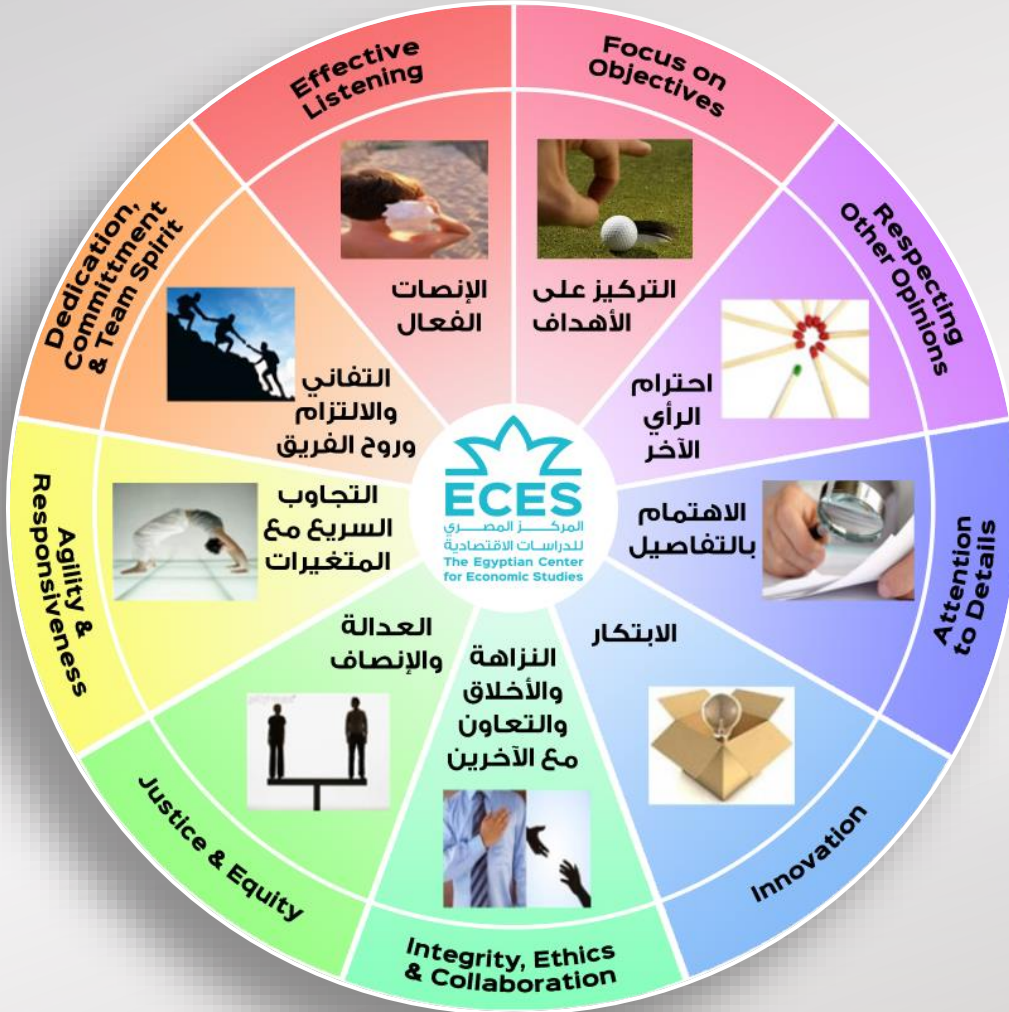 Effective
Listening
الإنصات
الفعال
Focus on
Objectives
التركيز على
الأهداف
Respecting
Other Opinions
احترام
الرأي
الآخر
Attention
to Details
الاهتمام
بالتفاصيل
Innovation
الابتكار
Integrity, Ethics
& Collaboration
النزاهة
والأخلاق
والتعاون
مع الآخرين
Justice & Equity
العدالة
والإنصاف
Agility &
Responsiveness
التجاوب
السريع مع
المتغيرات
Dedication,
Committment
& Team Spirit
التفاني
والالتزام
وروح الفريق
ECES
المركز المصري
للدراسات الاقتصادية
The Egyptian Center
for Economic Studies